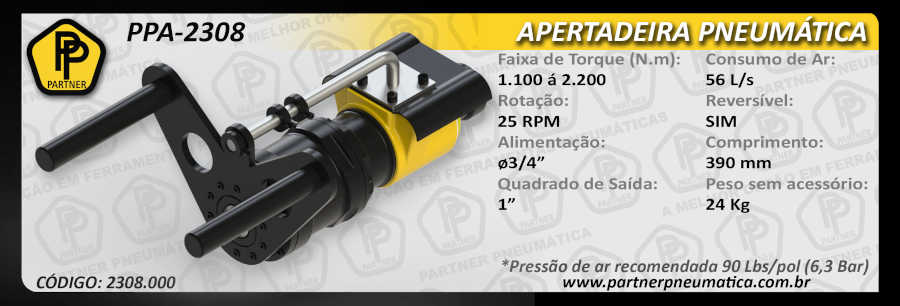 PP
PARTNER
PPA-2308
APERTADEIRA PNEUMÁTICA
Faixa de Torque (N.m):
1.100 á 2.200
Rotação:
25 RPM
Alimentação:
ø3/4”
Quadrado de Saída:
1”
Consumo de Ar:
56 L/s
Reversível:
SIM
Comprimento:
390 mm
Peso sem acessório:
24 Kg
*Pressão de ar recomendada 90 Lbs/pol (6,3 Bar)
www.partnerpneumatica.com.br
CÓDIGO: 2308.000